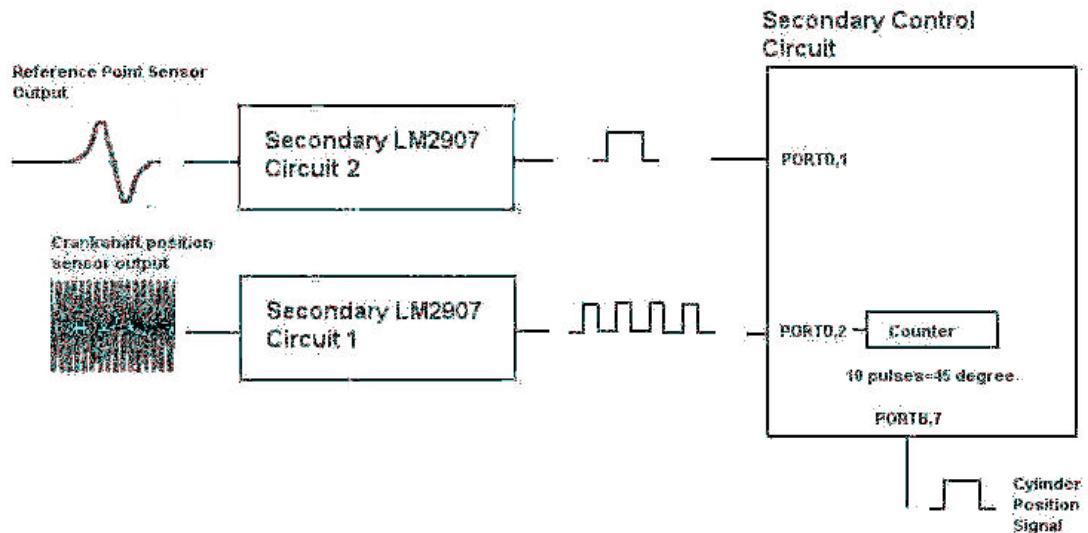 Secondary Control
Circuit
Reference Point Sensor
Output
Secondary LM2907
Circuit 2
PORTD,1
Crankshaft position
sensor output
Secondary LM2907
Circuit 1
PORTD,2
Counter
pulses=45 degree
PORTB,7
Cylinder
Position
Signal